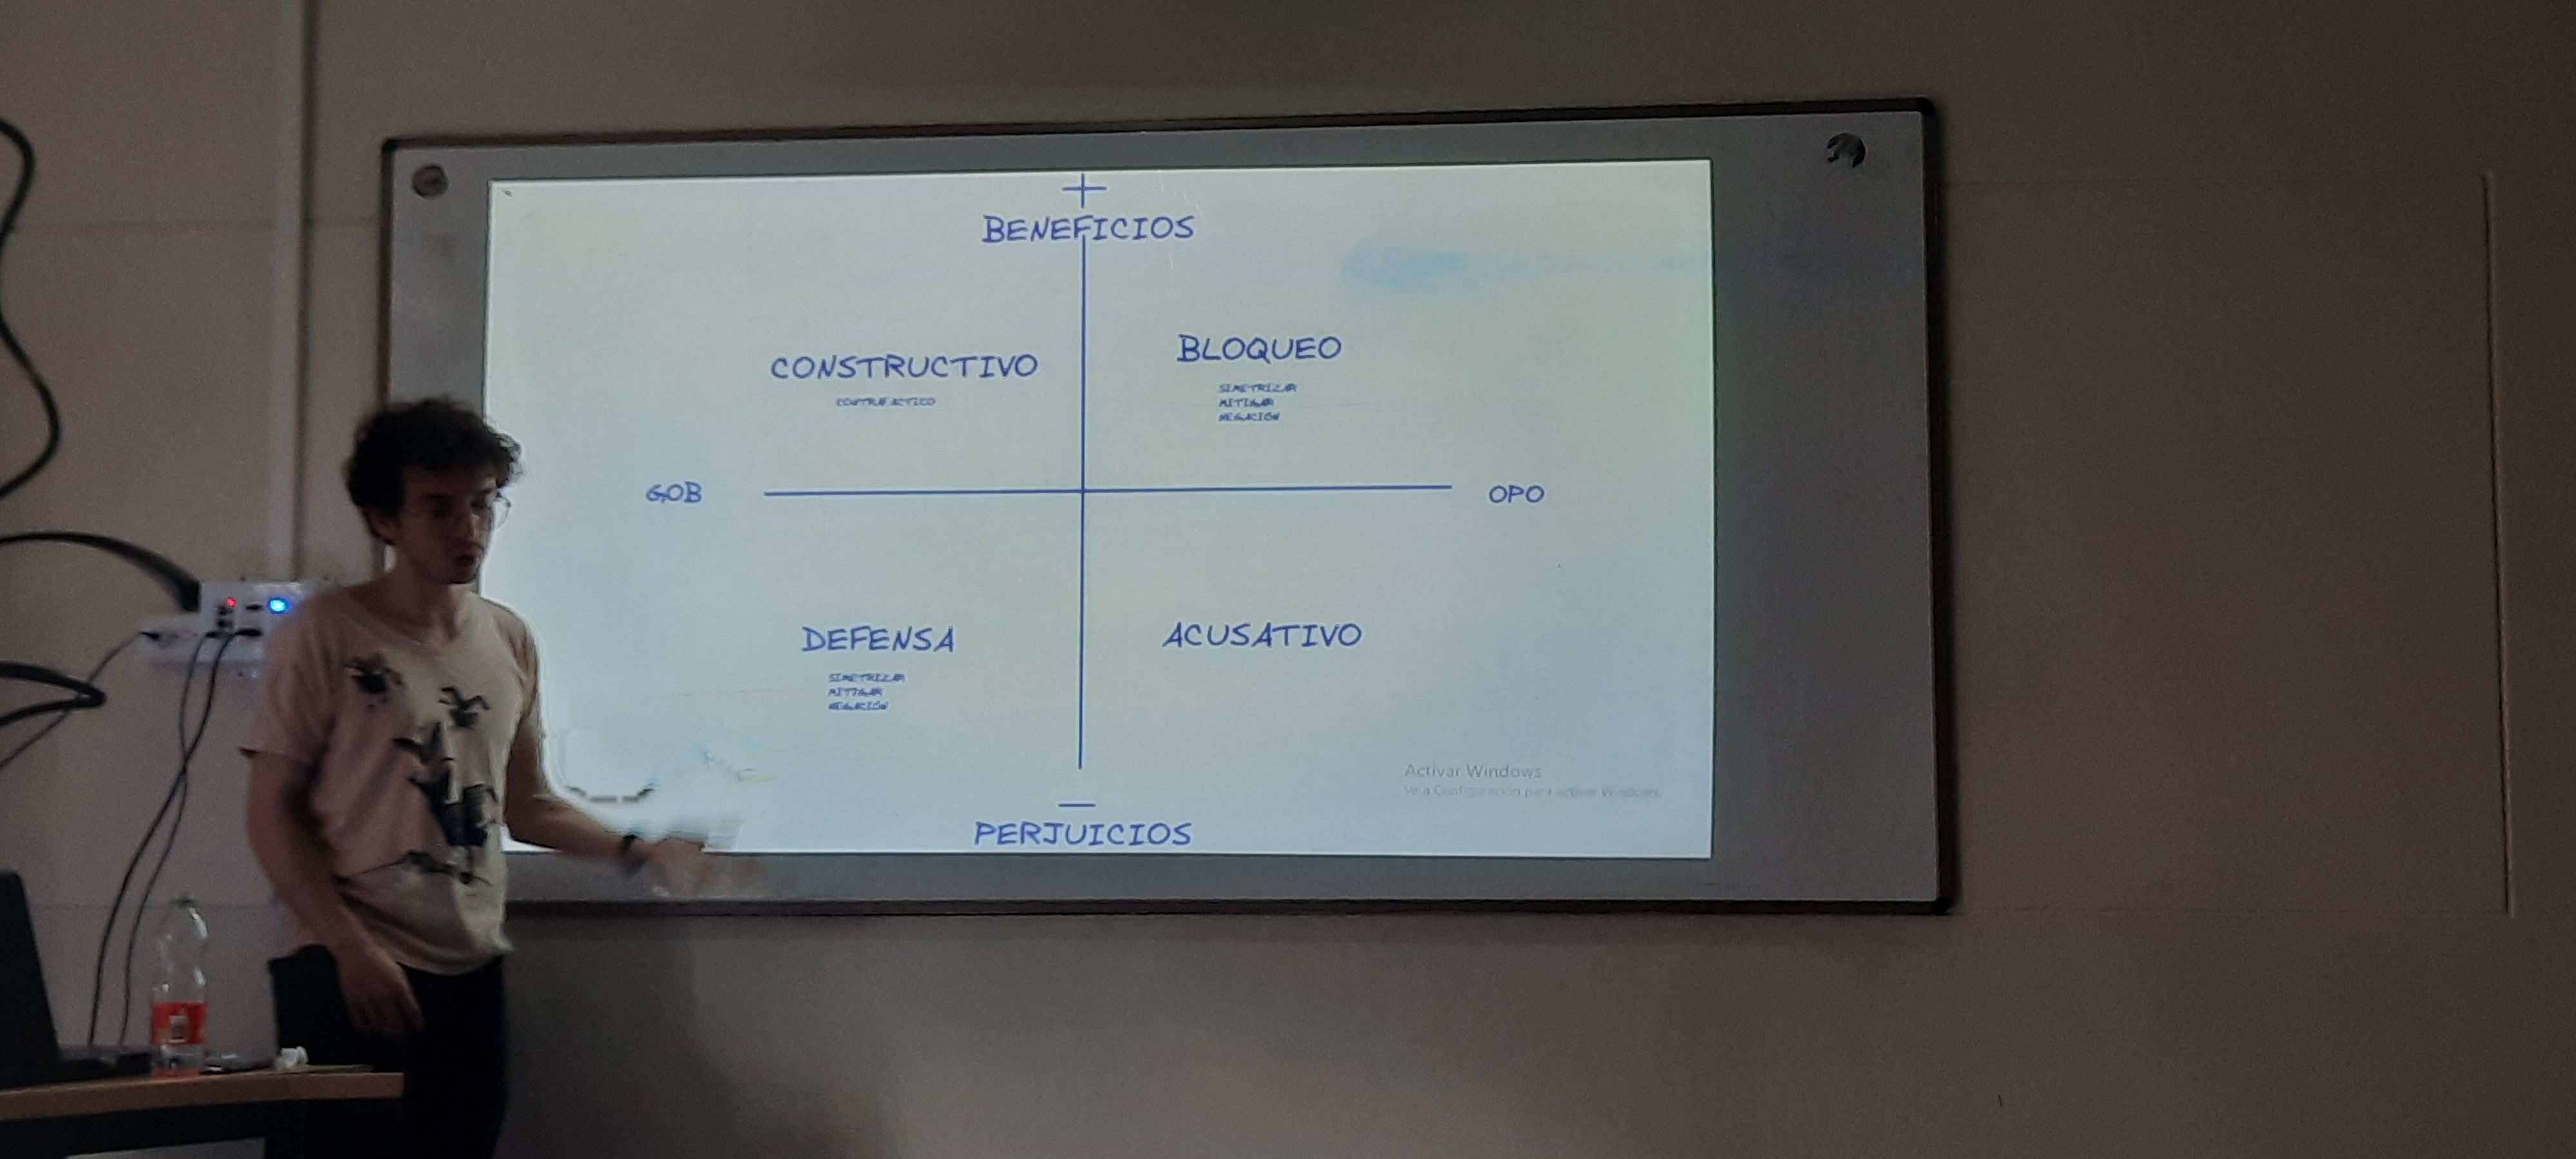 +
BENEFICIOS
CONSTRUCTIVO
CONTRAFACTICO
BLOQUEO
SIMETRIZAR
MITIGAR
NEGACIÓN
GOB
OPO
DEFENSA
SIMETRIZAR
MITIGAR
NEGACIÓN
ACUSATIVO
—
PERJUICIOS
Activar Windows
Ve a Configuración para activar Windows.